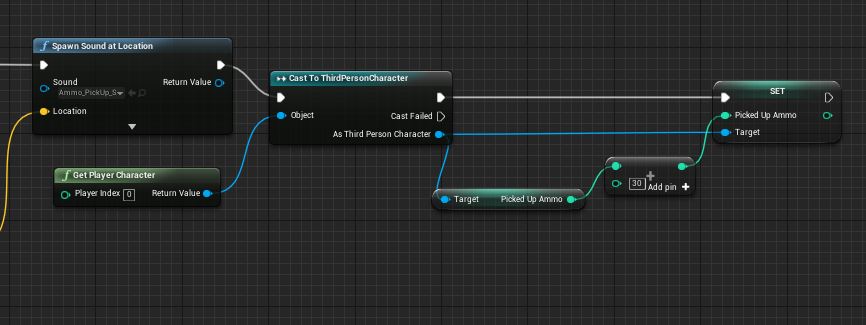 f Spawn Sound at Location
Sound
Ammo_PickUp_S
Return Value
Location
f Get Player Character
Player Index 0
Return Value
Cast To ThirdPersonCharacter
Object
Cast Failed
As Third Person Character
Target
Picked Up Ammo
30
Add pin
SET
Picked Up Ammo
Target